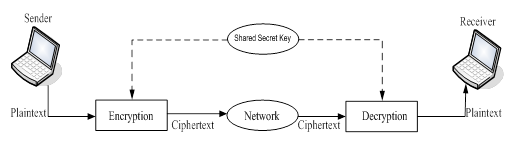 Sender
Receiver
Shared Secret Key
Plaintext
Encryption
Ciphertext
Network
Ciphertext
Decryption
Plaintext